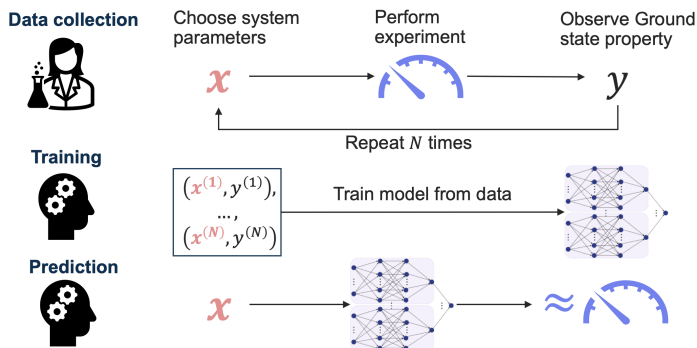 Data collection
Choose system
parameters
Perform
experiment
Observe Ground
state property
x
y
Repeat N times
Training
(x^(1), y^(1)),
...,
(x^(N), y^(N))
Train model from data
Prediction
x
≈